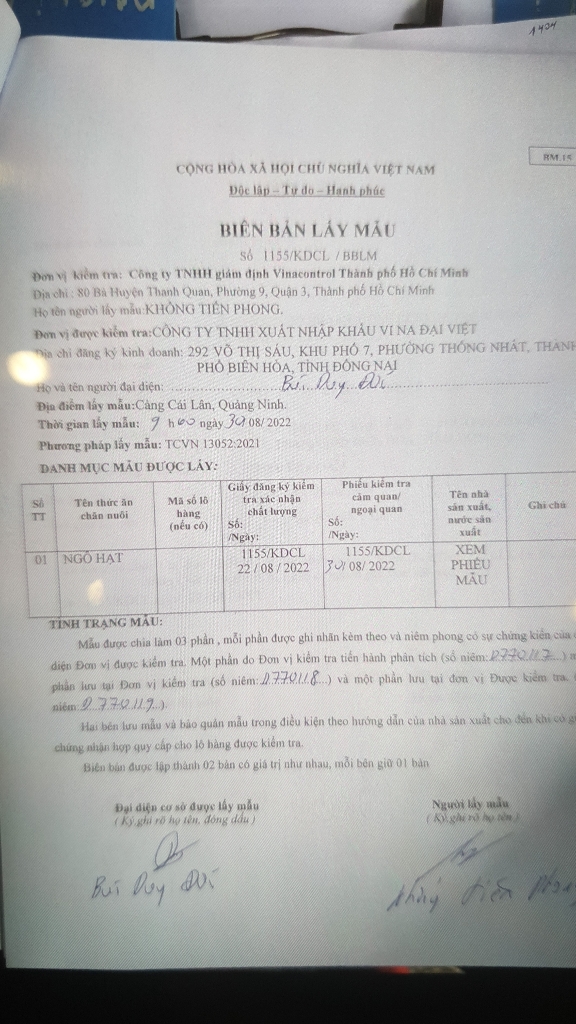 1404
BM.15
CỘNG HÒA XÃ HỘI CHỦ NGHĨA VIỆT NAM
Độc lập – Tự do – Hạnh phúc
BIÊN BẢN LẤY MẪU
Số 1155/KDCL / BBLM
Đơn vị kiểm tra: Công ty TNHH giám định Vinacontrol Thành phố Hồ Chí Minh
Địa chỉ : 80 Bà Huyện Thanh Quan, Phường 9, Quận 3, Thành phố Hồ Chí Minh
Họ tên người lấy mẫu: KHỔNG TIẾN PHONG.
Đơn vị được kiểm tra:CÔNG TY TNHH XUẤT NHẬP KHẨU VI NA ĐẠI VIỆT
Địa chỉ đăng ký kinh doanh: 292 VÕ THỊ SÁU, KHU PHỐ 7, PHƯỜNG THỐNG NHẤT, THÀNH
PHỐ BIÊN HÒA, TỈNH ĐỒNG NAI
Họ và tên người đại diện: Bùi Duy Đôi
Địa điểm lấy mẫu:Cảng Cái Lân, Quảng Ninh.
Thời gian lấy mẫu: 9 h 00 ngày 30/ 08/ 2022
Phương pháp lấy mẫu: TCVN 13052:2021
DANH MỤC MẪU ĐƯỢC LẤY:
Số TT
Tên thức ăn chăn nuôi
Mã số lô hàng (nếu có)
Giấy đăng ký kiểm tra xác nhận chất lượng Số: /Ngày:
Phiếu kiểm tra cảm quan/ ngoại quan Số: /Ngày:
Tên nhà sản xuất, nước sản xuất
Ghi chú
01 NGÔ HẠT 1155/KDCL 1155/KDCL XEM
22 / 08 / 2022 30/ 08/ 2022 PHIẾU
MẪU
TÌNH TRẠNG MẪU:
Mẫu được chia làm 03 phần , mỗi phần được ghi nhãn kèm theo và niêm phong có sự chứng kiến của
diện Đơn vị được kiểm tra. Một phần do Đơn vị kiểm tra tiến hành phân tích (số niêm: 0770117...)
phần lưu tại Đơn vị kiểm tra (số niêm: 0770118...) và một phần lưu tại đơn vị Được kiểm tra.
niêm: 0770119...).
Hai bên lưu mẫu và bảo quản mẫu trong điều kiện theo hướng dẫn của nhà sản xuất cho đến khi có
chứng nhận hợp quy cấp cho lô hàng được kiểm tra.
Biên bản được lập thành 02 bản có giá trị như nhau, mỗi bên giữ 01 bản
Đại diện cơ sở được lấy mẫu
( Ký,ghi rõ họ tên, đóng dấu )
Người lấy mẫu
( Ký,ghi rõ họ tên )
Bùi Duy Đôi
Khổng Tiến Phong